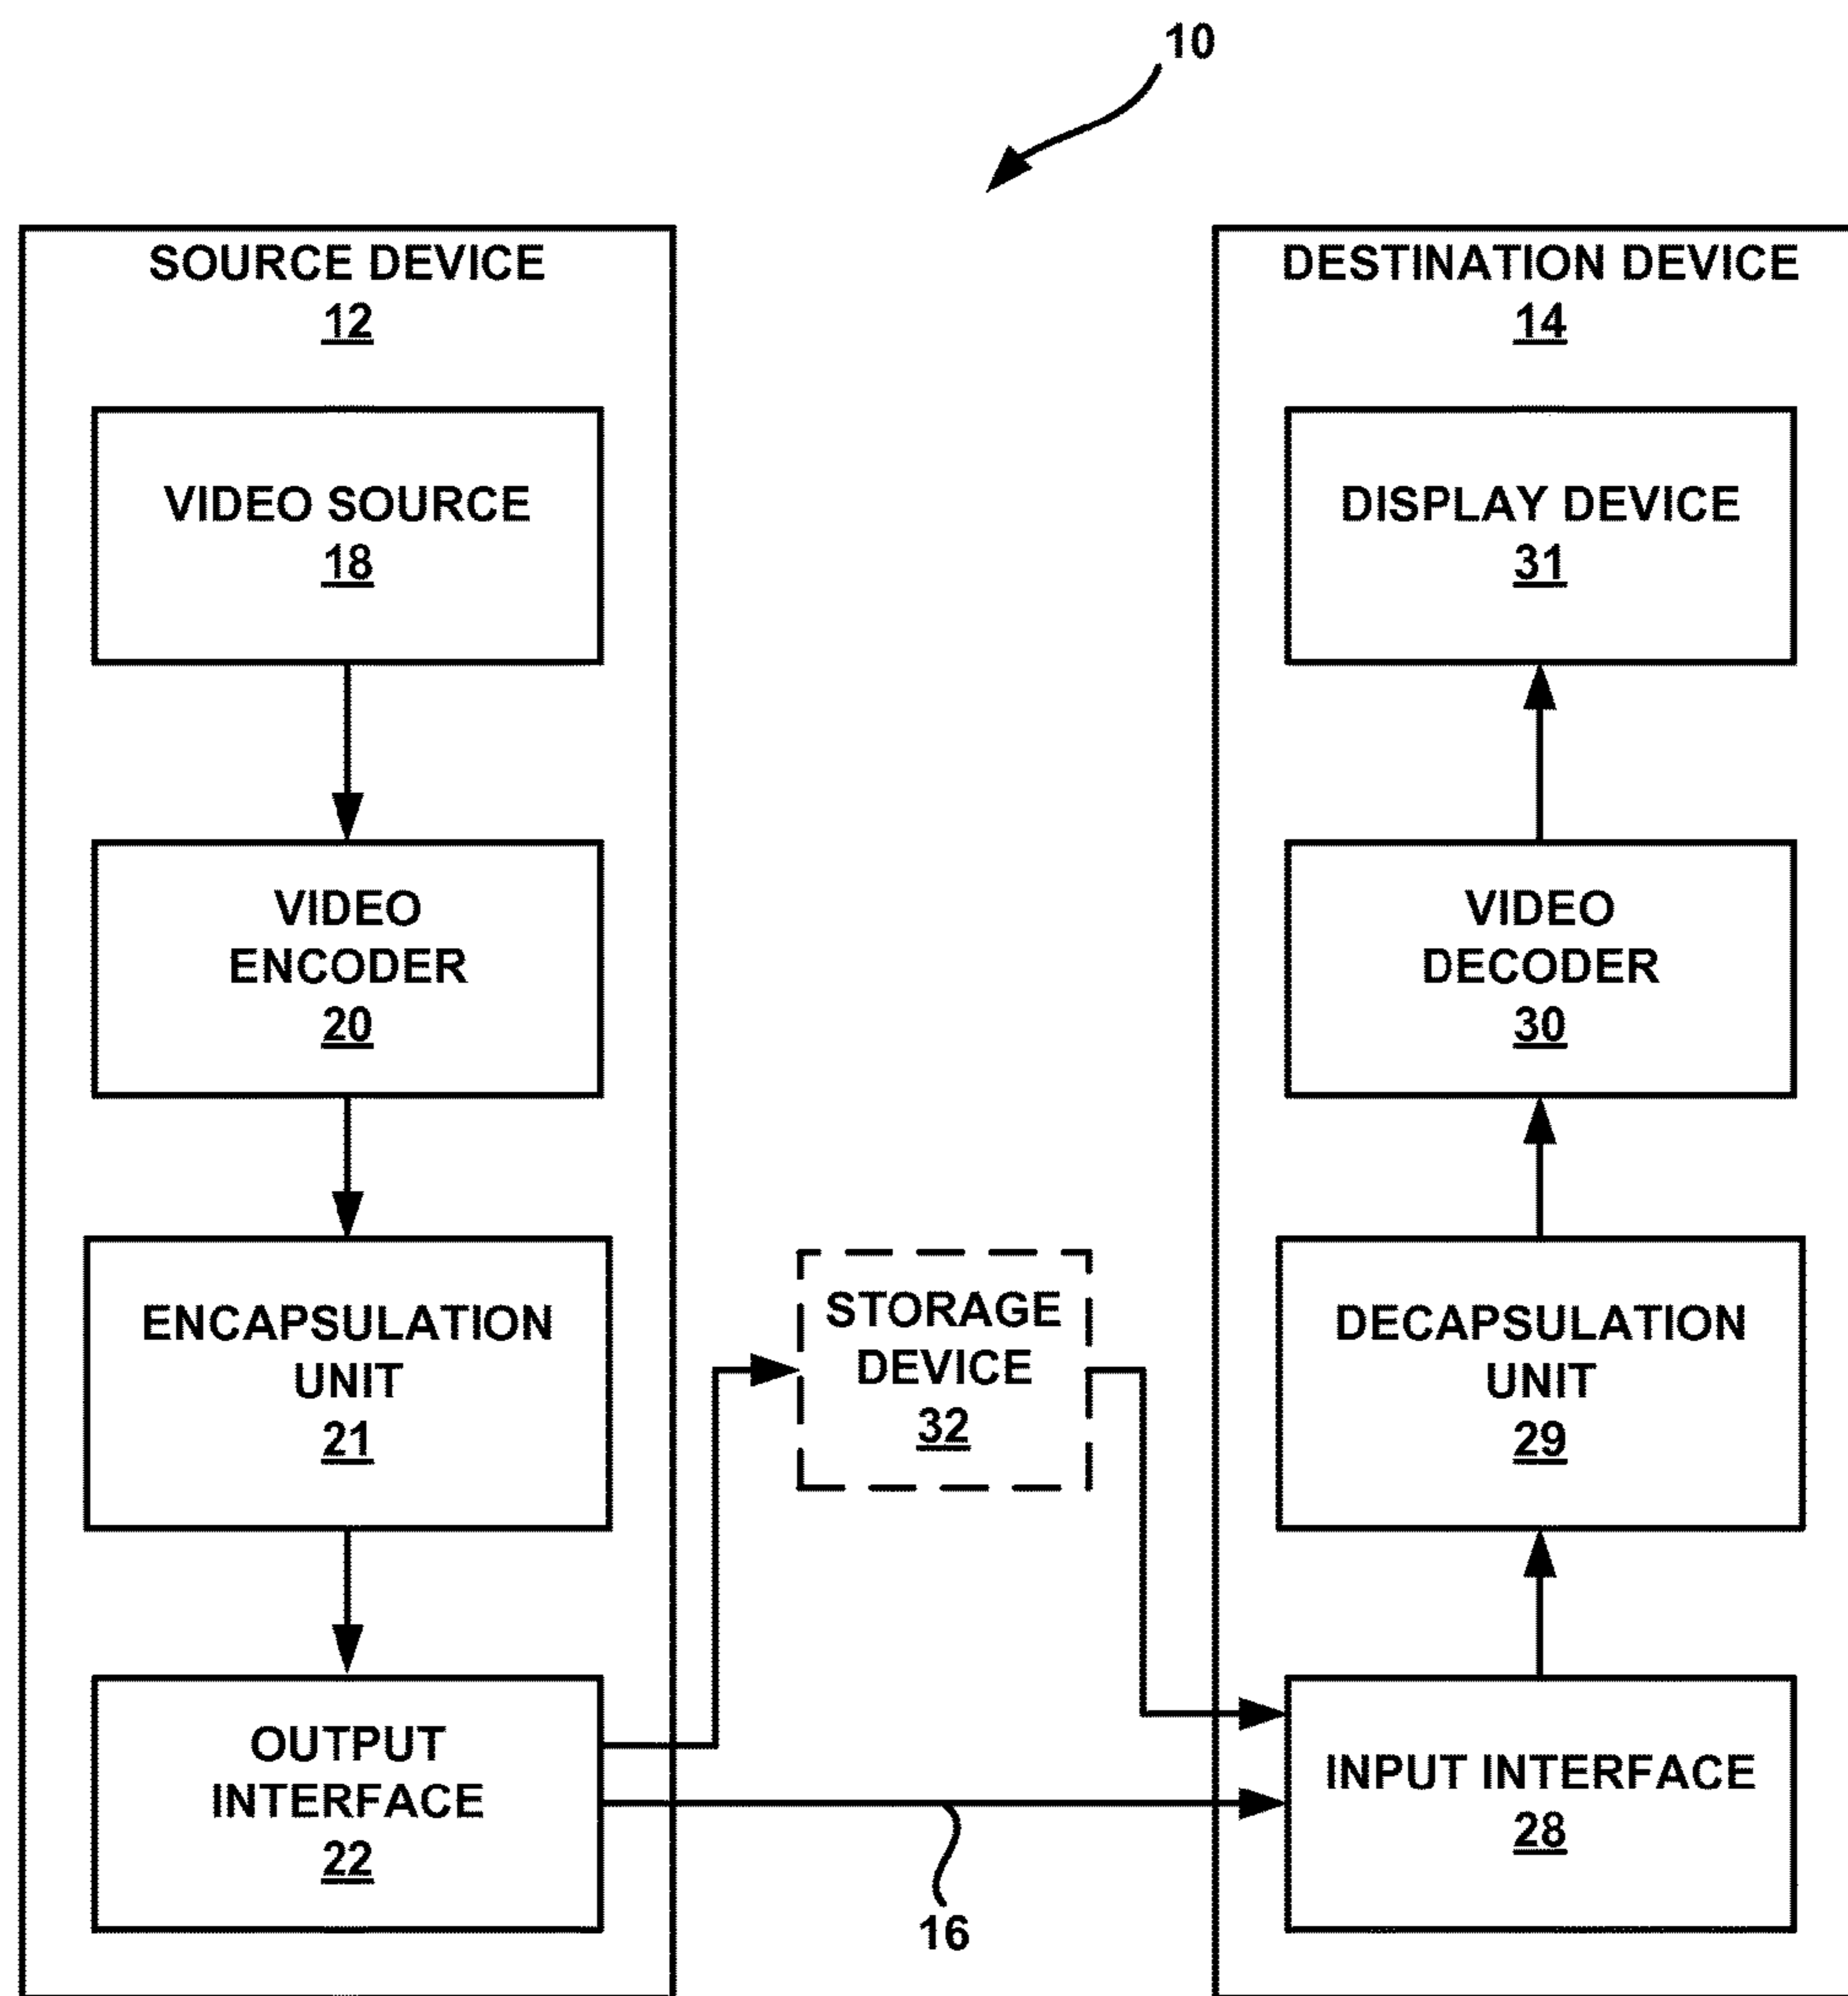 10
SOURCE DEVICE
12
VIDEO SOURCE
18
VIDEO
ENCODER
20
ENCAPSULATION
UNIT
21
OUTPUT
INTERFACE
22
STORAGE
DEVICE
32
16
DESTINATION DEVICE
14
DISPLAY DEVICE
31
VIDEO
DECODER
30
DECAPSULATION
UNIT
29
INPUT INTERFACE
28